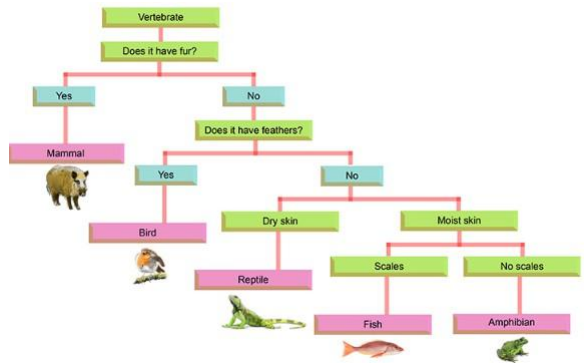 Vertebrate
Does it have fur?
Yes
No
Does it have feathers?
Mammal
Yes
No
Dry skin
Moist skin
Bird
Scales
No scales
Reptile
Fish
Amphibian